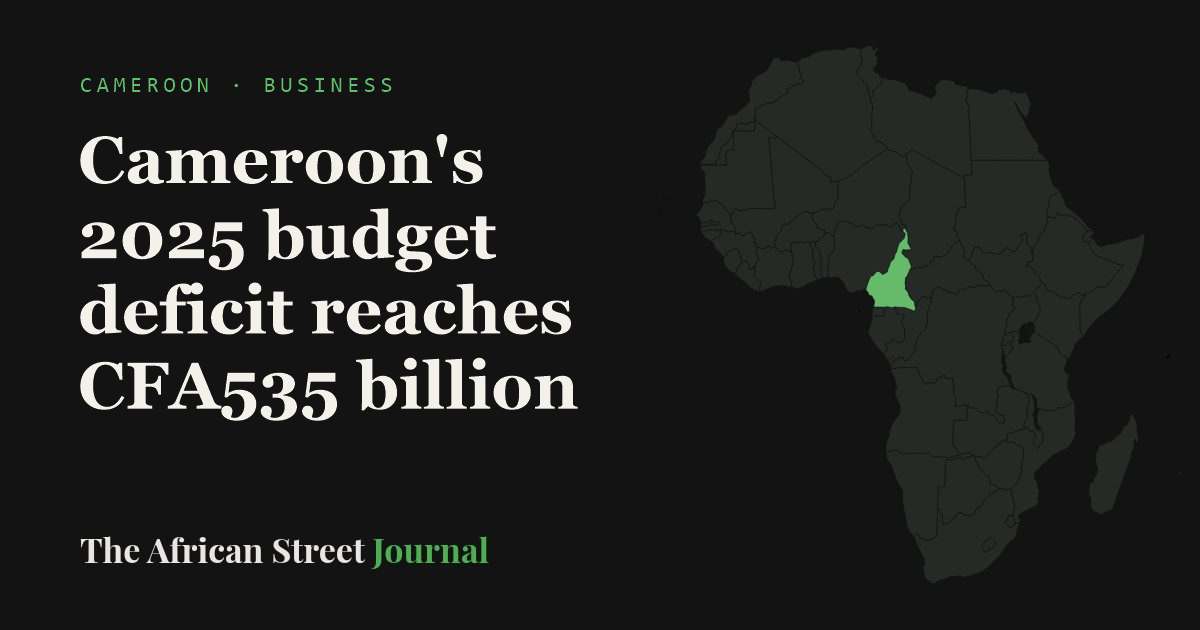 CAMEROON · BUSINESS
Cameroon's
2025 budget
deficit reaches
CFA535 billion
The African Street Journal